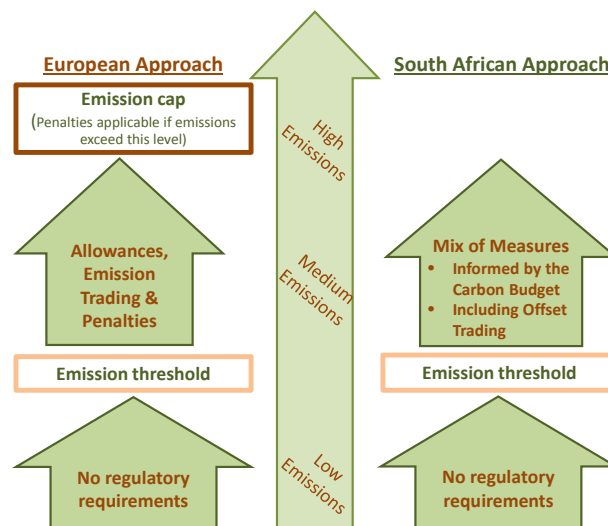 European Approach
Emission cap
(Penalties applicable if emissions
exceed this level)
Allowances,
Emission
Trading &
Penalties
Emission threshold
No regulatory
requirements
High
Emissions
Medium
Emissions
Low
Emissions
South African Approach
Mix of Measures
• Informed by the
Carbon Budget
• Including Offset
Trading
Emission threshold
No regulatory
requirements